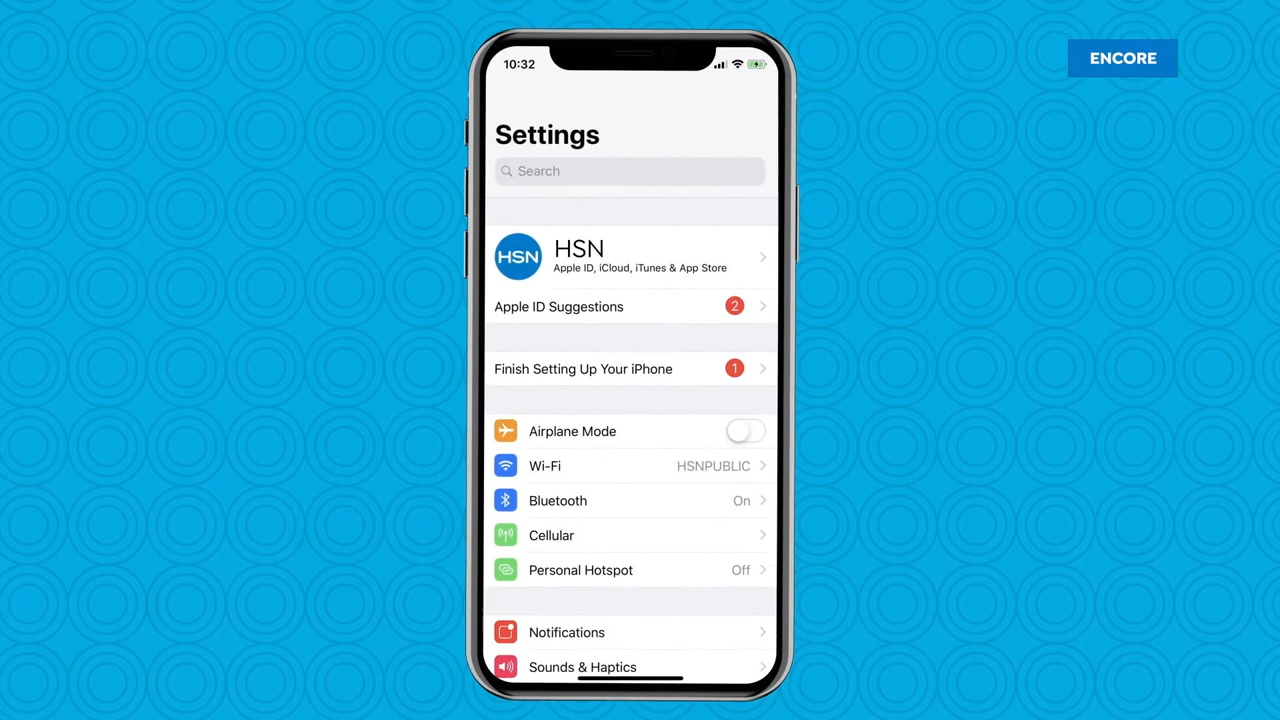 ENCORE
10:32
Settings
Search
HSN
HSN
Apple ID, iCloud, iTunes & App Store
Apple ID Suggestions 2
Finish Setting Up Your iPhone 1
Airplane Mode
Wi-Fi HSNPUBLIC
Bluetooth On
Cellular
Personal Hotspot Off
Notifications
Sounds & Haptics